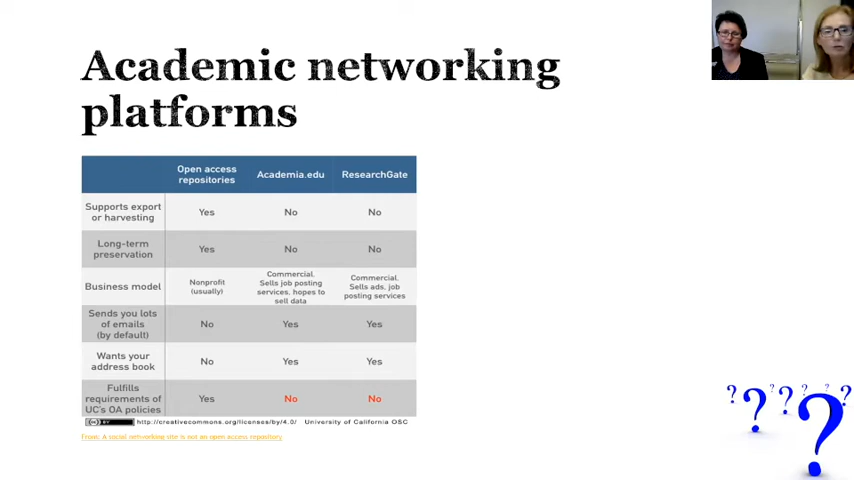 Academic networking
platforms
Open access repositories Academia.edu ResearchGate
Supports export or harvesting Yes No No
Long-term preservation Yes No No
Business model Nonprofit (usually) Commercial. Sells job posting services, hopes to sell data Commercial. Sells ads, job posting services
Sends you lots of emails (by default) No Yes Yes
Wants your address book No Yes Yes
Fulfills requirements of UC's OA policies Yes No No
CC BY http://creativecommons.org/licenses/by/4.0/ University of California OSC
From: A social networking site is not an open access repository
? ? ? ? ? ?